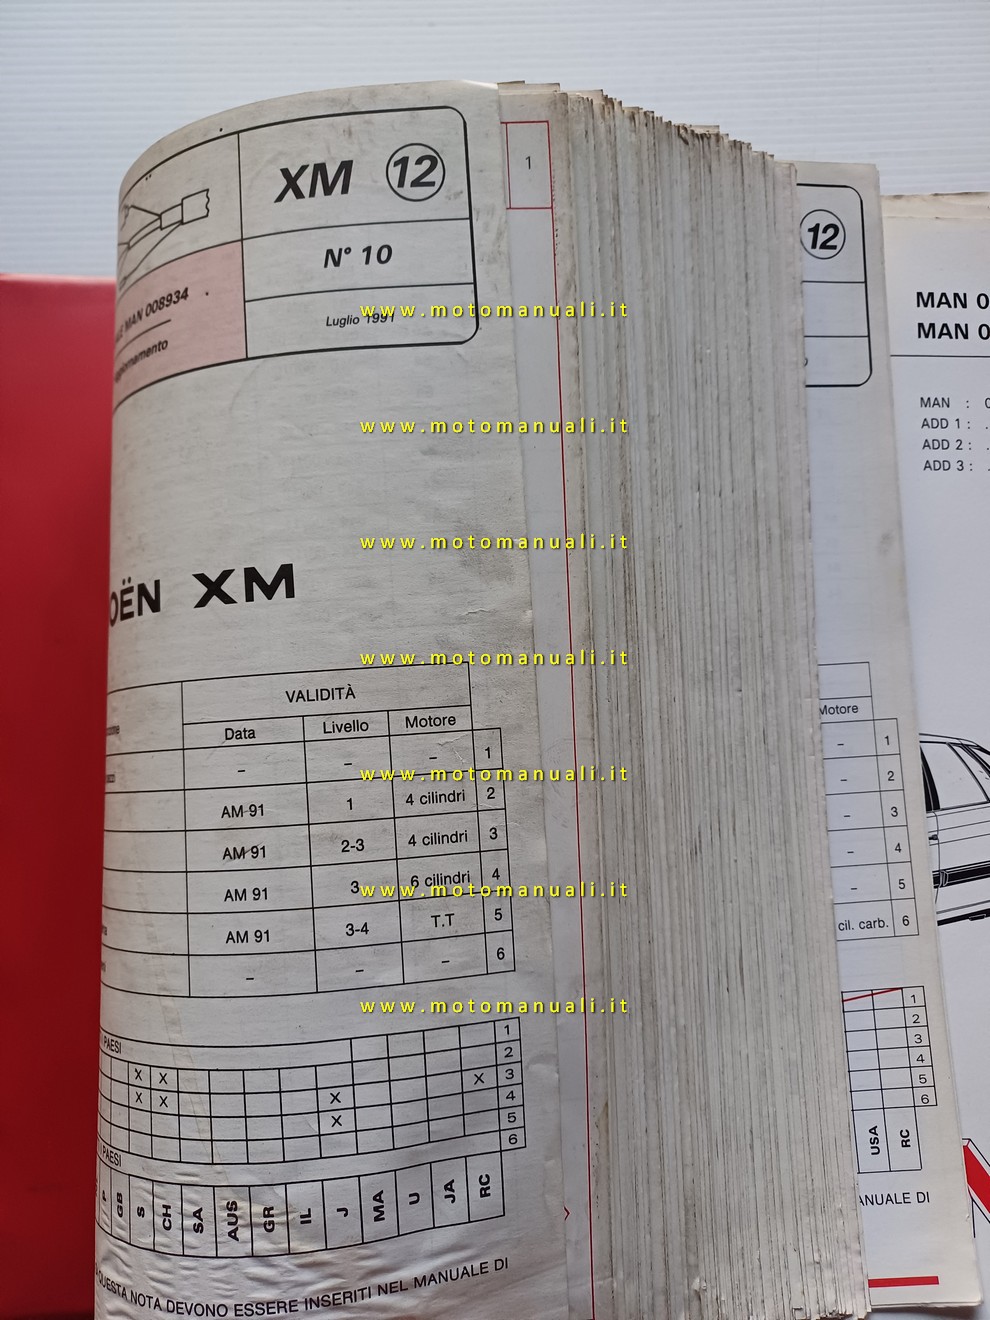 XM 12
N° 10
MAN 008934
Luglio 1991
1
12
MAN 0
MAN 0
MAN : 0
ADD 1 : .
ADD 2 : .
ADD 3 : .
www.motomanuali.it
www.motomanuali.it
www.motomanuali.it
www.motomanuali.it
www.motomanuali.it
www.motomanuali.it
www.motomanuali.it
OËN XM
VALIDITÀ
Data Livello Motore
– – – 1
AM 91 1 4 cilindri 2
AM 91 2-3 4 cilindri 3
AM 91 3 6 cilindri 4
AM 91 3-4 T.T 5
– – – 6
Motore
– 1
– 2
– 3
– 4
– 5
cil. carb. 6
PAESI
1
X X 2
X X X X 3
X 4
5
6
PAESI
F GB S CH SA AUS GR IL J MA U JA RC
QUESTA NOTA DEVONO ESSERE INSERITI NEL MANUALE DI
1
2
3
4
5
6
USA RC
ANUALE DI